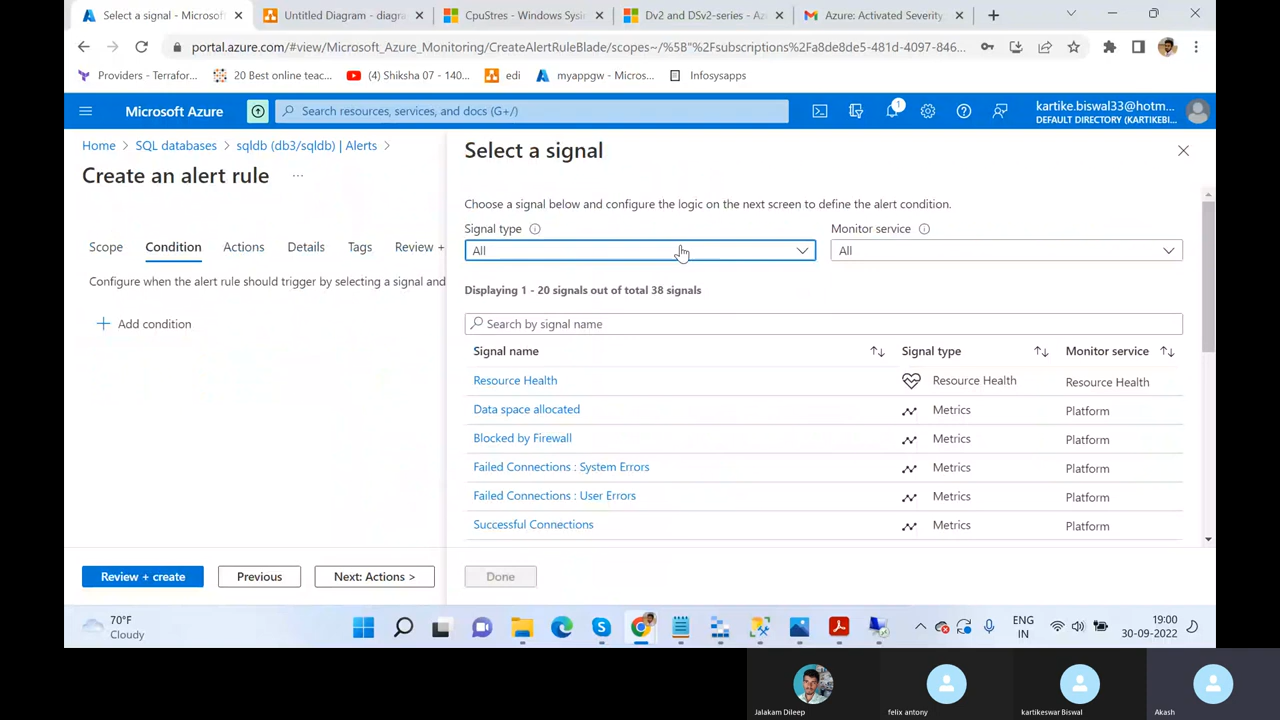 Select a signal - Microsoft
Untitled Diagram - diagra
CpuStres - Windows Sysin
Dv2 and DSv2-series - Az
Azure: Activated Severity
portal.azure.com/#view/Microsoft_Azure_Monitoring/CreateAlertRuleBlade/scopes~/%5B"%2Fsubscriptions%2Fa8de8de5-481d-4097-846...
Providers - Terrafor...
20 Best online teac...
(4) Shiksha 07 - 140...
edi
myappgw - Micros...
Infosysapps
Microsoft Azure
Search resources, services, and docs (G+/)
1
kartike.biswal33@hotm...
DEFAULT DIRECTORY (KARTIKEBI...
Home > SQL databases > sqldb (db3/sqldb) | Alerts >
Create an alert rule ...
Scope Condition Actions Details Tags Review +
Configure when the alert rule should trigger by selecting a signal and
+ Add condition
Select a signal
Choose a signal below and configure the logic on the next screen to define the alert condition.
Signal type
Monitor service
All
All
Displaying 1 - 20 signals out of total 38 signals
Search by signal name
Signal name Signal type Monitor service
Resource Health Resource Health Resource Health
Data space allocated Metrics Platform
Blocked by Firewall Metrics Platform
Failed Connections : System Errors Metrics Platform
Failed Connections : User Errors Metrics Platform
Successful Connections Metrics Platform
Review + create
Previous
Next: Actions >
Done
70°F
Cloudy
ENG
IN
19:00
30-09-2022
Jalakam Dileep
felix antony
kartikeswar Biswal
Akash